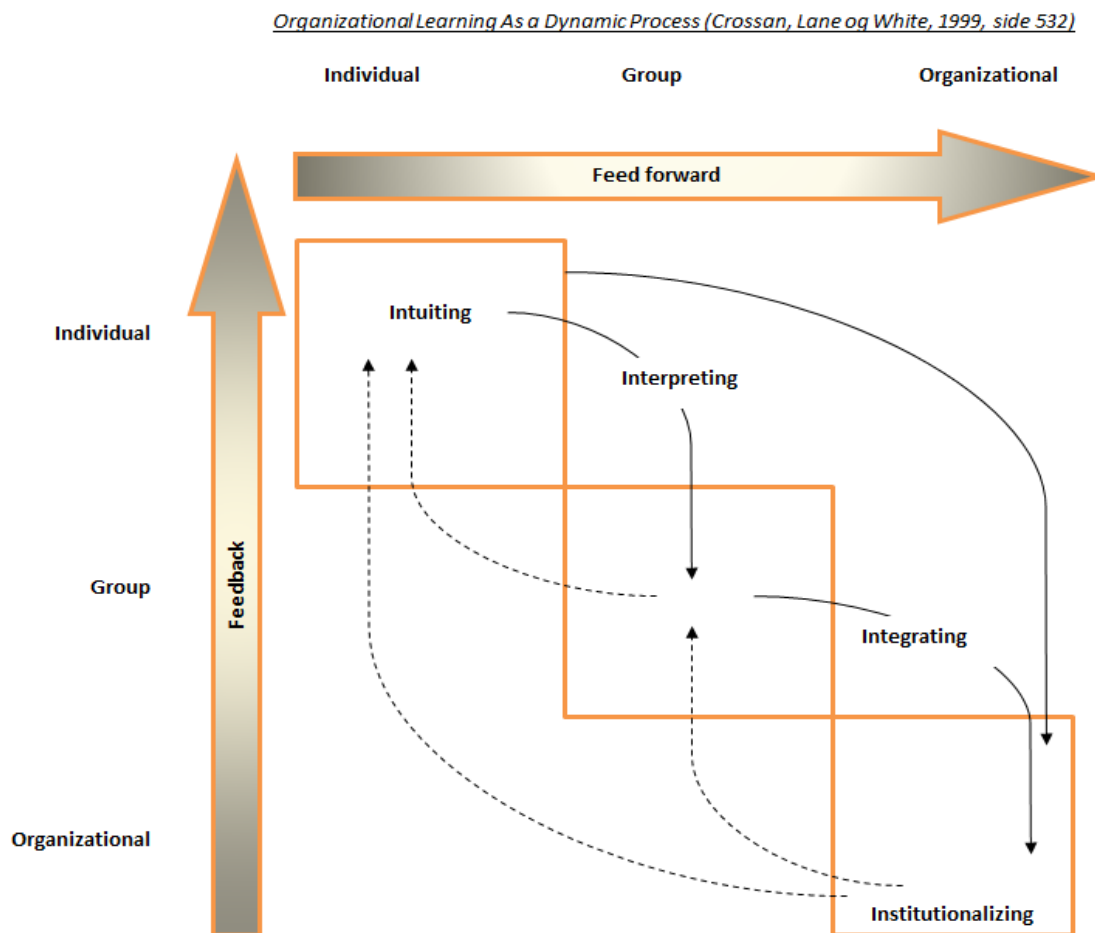 Organizational Learning As a Dynamic Process (Crossan, Lane og White, 1999, side 532)
Individual
Group
Organizational
Feed forward
Intuiting
Individual
Interpreting
Feedback
Group
Integrating
Organizational
Institutionalizing